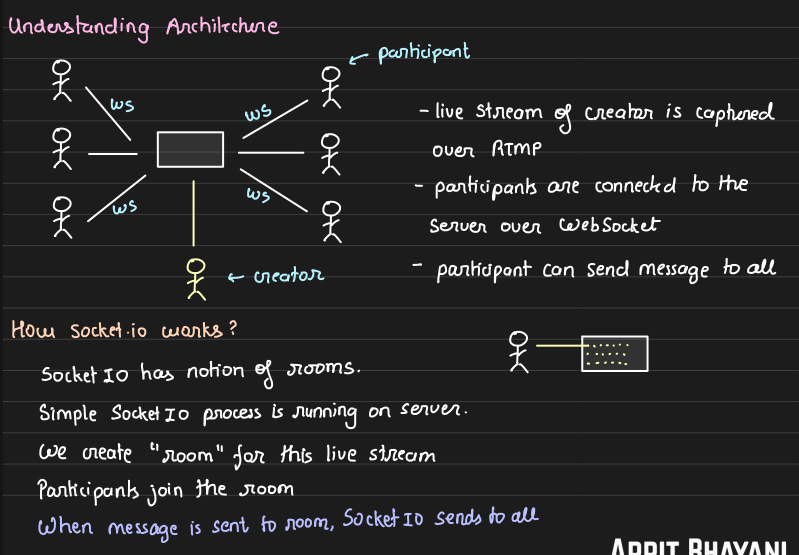 Understanding Architecture
participant
ws
ws
ws
ws
creator
- live stream of creator is captured
over RTMP
- participants are connected to the
server over WebSocket
- participant can send message to all
How Socket.io works?
Socket IO has notion of rooms.
Simple Socket IO process is running on server.
We create "room" for this live stream
Participants join the room
When message is sent to room, Socket IO sends to all
ARPIT BHAYANI